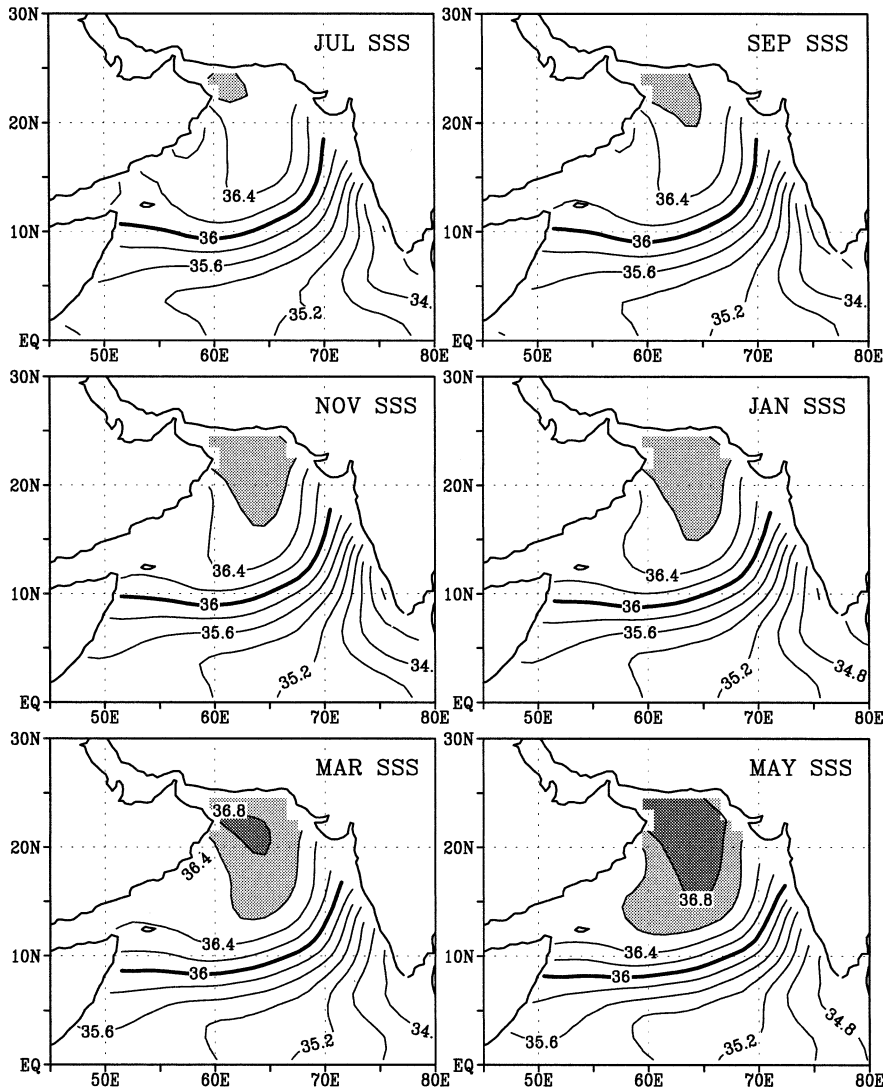 30N
JUL SSS
20N
36.4
10N
36
35.6
35.2
34.
EQ
50E 60E 70E 80E
30N
SEP SSS
20N
36.4
10N
36
35.6
35.2
34.
EQ
50E 60E 70E 80E
30N
NOV SSS
20N
36.4
10N
36
35.6
35.2
34.
EQ
50E 60E 70E 80E
30N
JAN SSS
20N
36.4
10N
36
35.6
35.2
34.8
EQ
50E 60E 70E 80E
30N
MAR SSS
36.8
20N
36.4
36.4
10N
36
35.6
35.2
34.
EQ
50E 60E 70E 80E
30N
MAY SSS
20N
36.8
36.4
10N
36
34.8
35.6
35.2
EQ
50E 60E 70E 80E